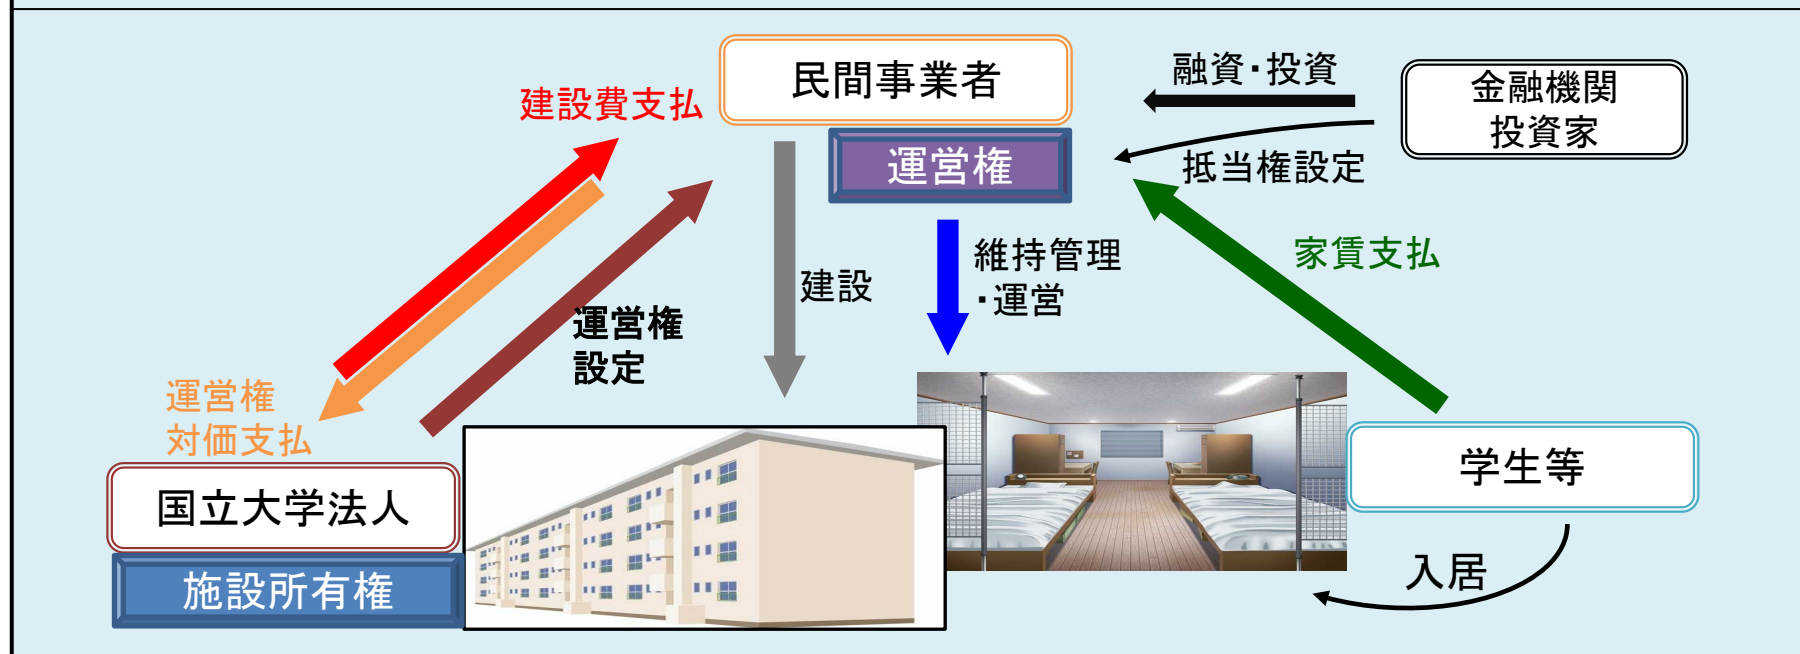 民間事業者
融資・投資
金融機関
投資家
建設費支払
運営権
抵当権設定
家賃支払
維持管理
・運営
建設
運営権
設定
運営権
対価支払
国立大学法人
学生等
施設所有権
入居